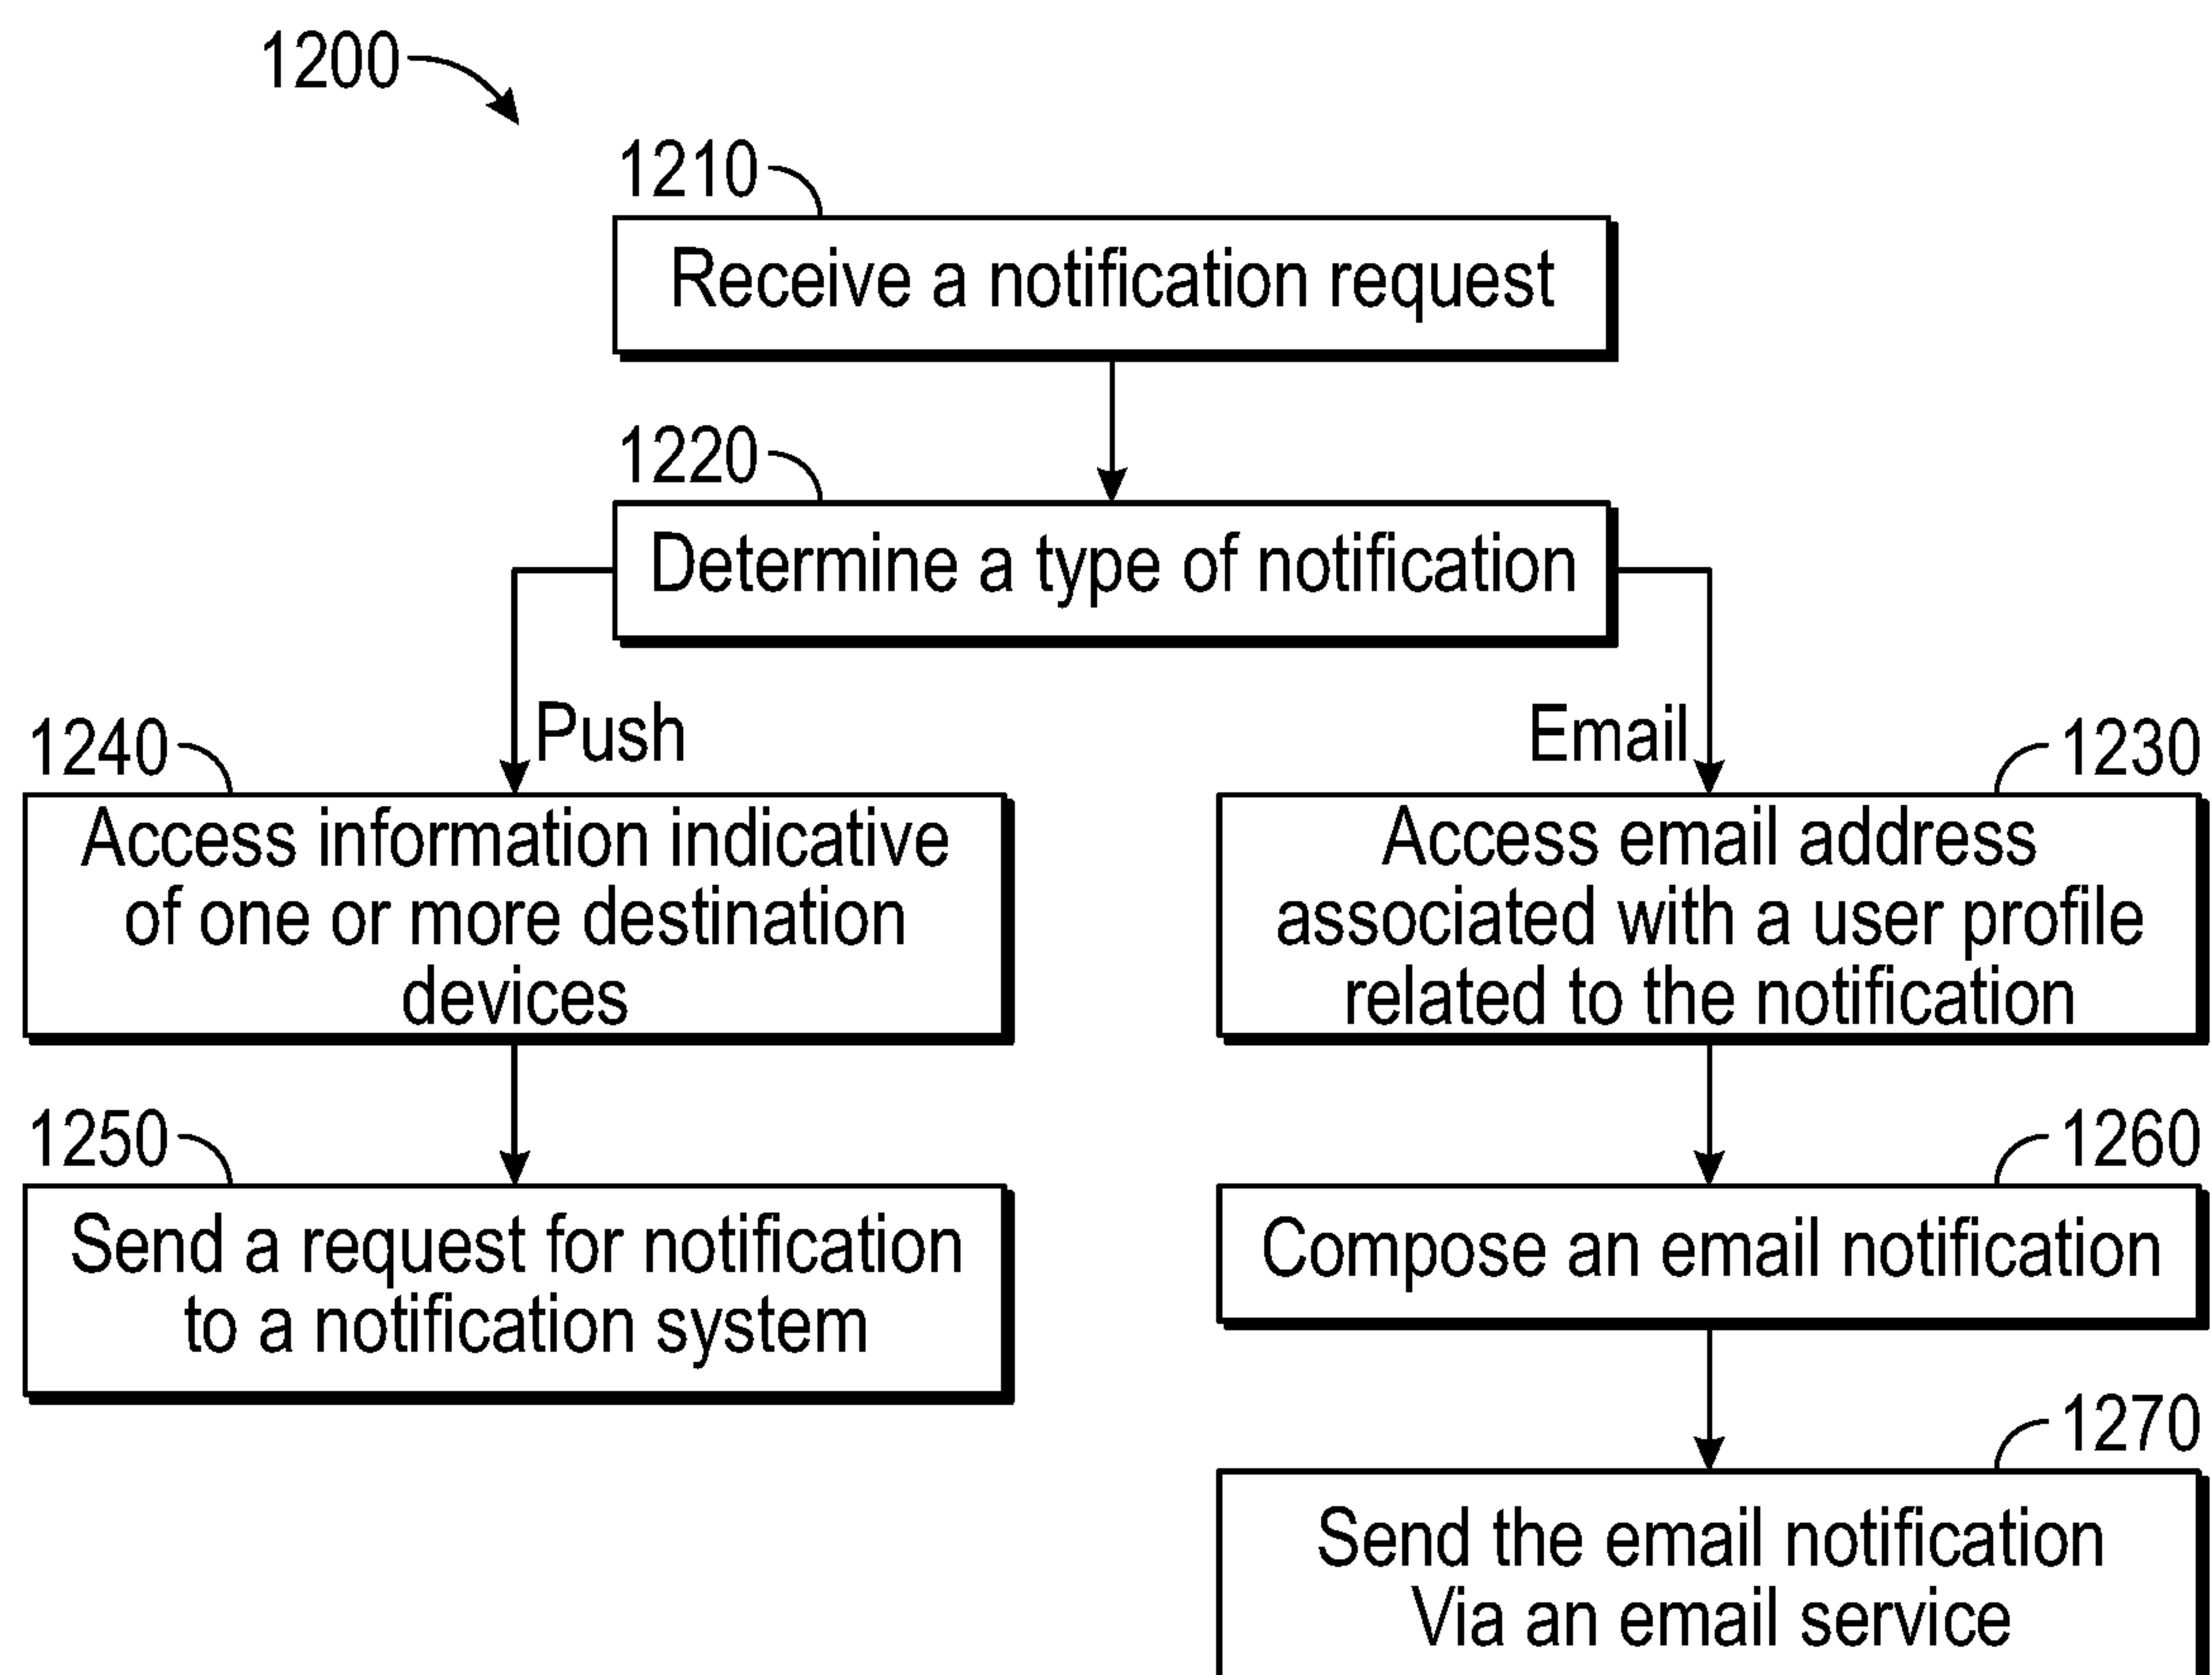 1200
1210
Receive a notification request
1220
Determine a type of notification
Push
Email
1240
Access information indicative
of one or more destination
devices
1230
Access email address
associated with a user profile
related to the notification
1250
Send a request for notification
to a notification system
1260
Compose an email notification
1270
Send the email notification
Via an email service